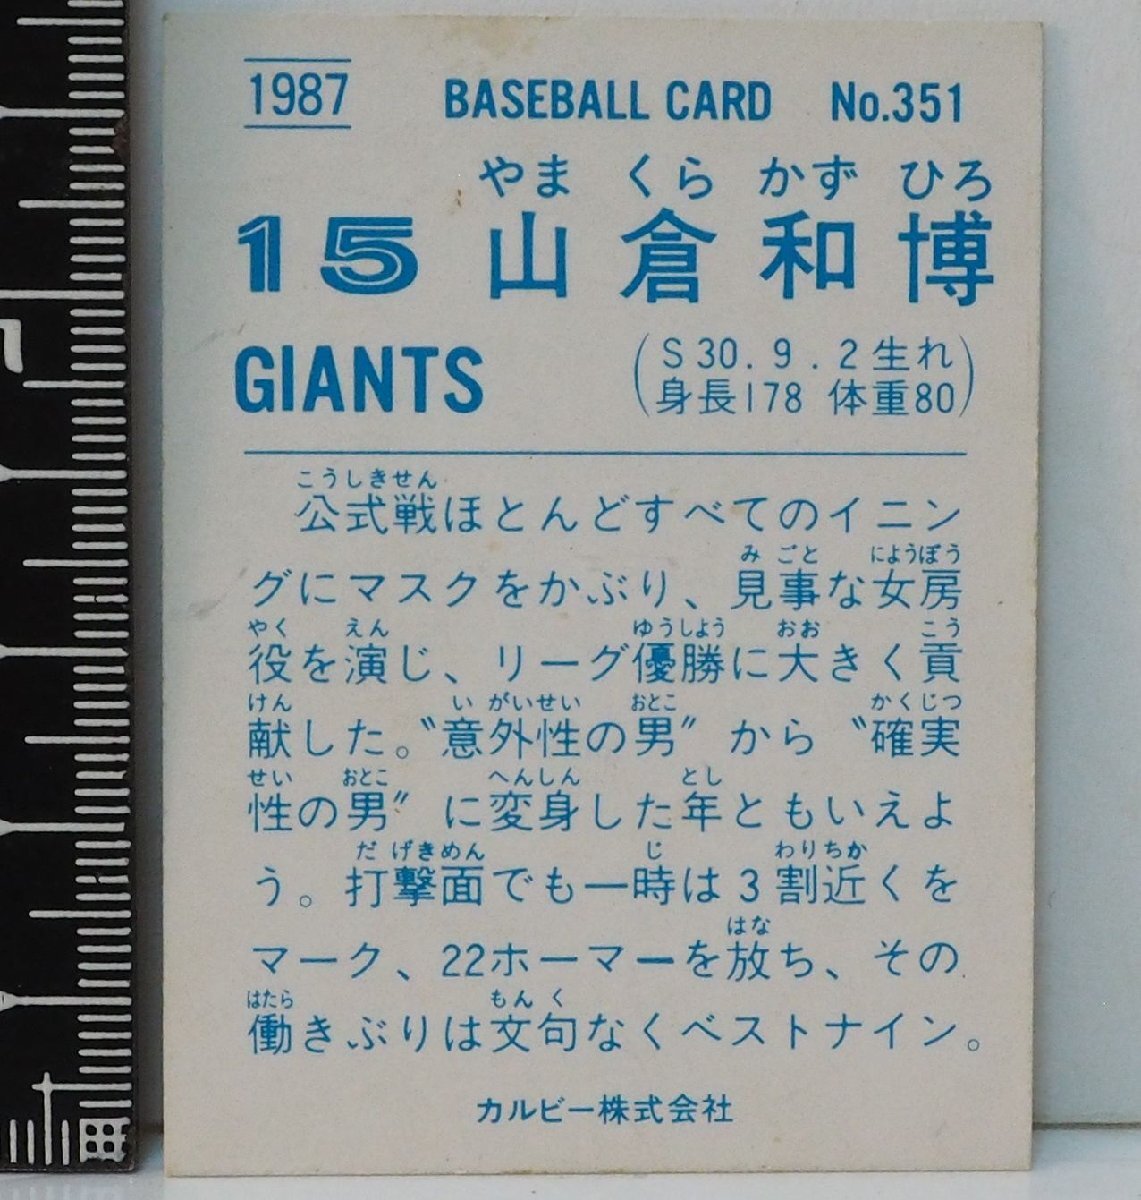 1987 BASEBALL CARD No.351
やま くら かず ひろ
15 山倉和博
GIANTS
(S30.9.2生れ
身長178 体重80)
こうしきせん
公式戦ほとんどすべてのイニン
み ごと にようぼう
グにマスクをかぶり、見事な女房
やく えん ゆうしよう おお こう
役を演じ、リーグ優勝に大きく貢
けん い がいせい おとこ かくじつ
献した。〝意外性の男〟から〝確実
せい おとこ へんしん とし
性の男〟に変身した年ともいえよ
だ げきめん じ わりちか
う。打撃面でも一時は3割近くを
はな
マーク、22ホーマーを放ち、その
はたら もん く
働きぶりは文句なくベストナイン。
カルビー株式会社